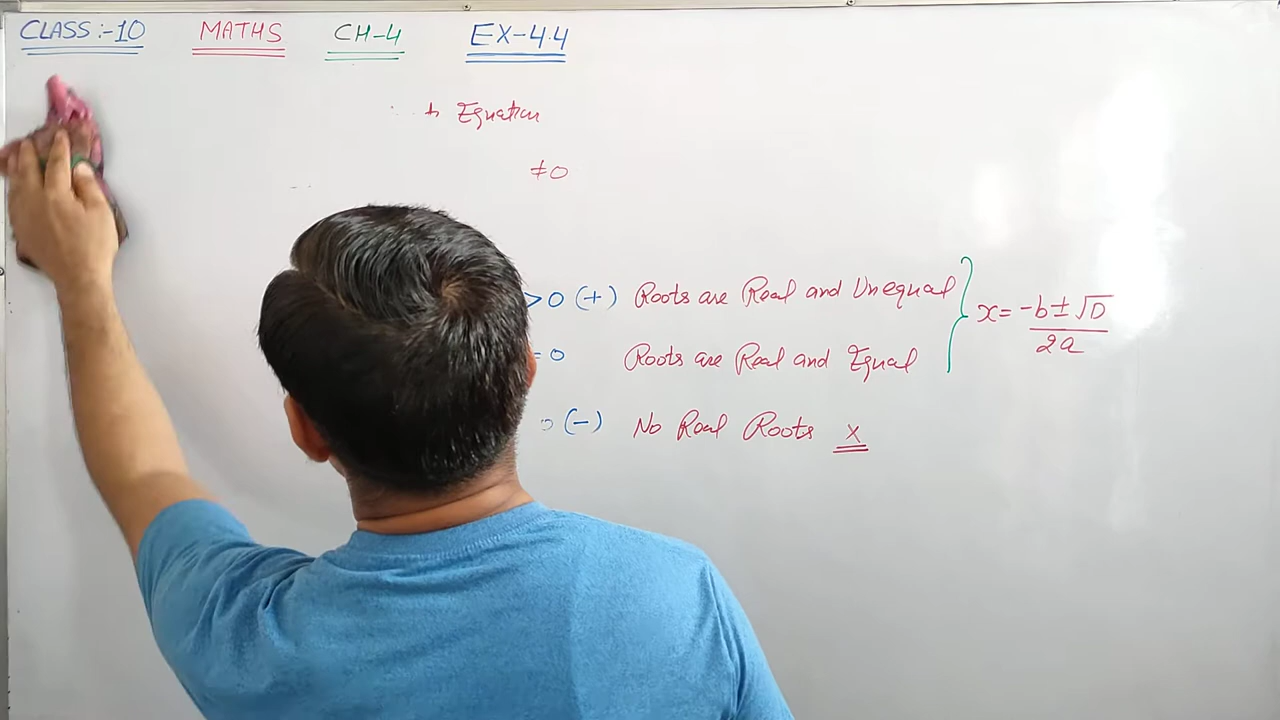 CLASS:-10 MATHS CH-4 EX-4.4
Equation
≠0
>0 (+) Roots are Real and Unequal
= 0 Roots are Real and Equal
x = -b ± √D / 2a
(-) No Real Roots x